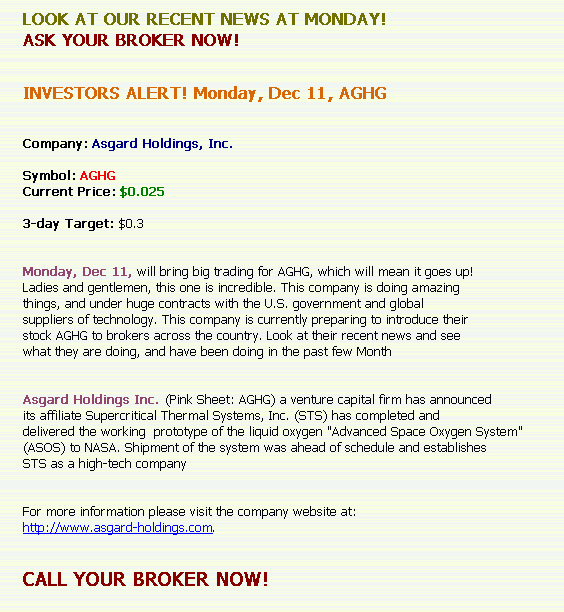 LOOK AT OUR RECENT NEWS AT MONDAY!
ASK YOUR BROKER NOW!
INVESTORS ALERT! Monday, Dec 11, AGHG
Company: Asgard Holdings, Inc.
Symbol: AGHG
Current Price: $0.025
3-day Target: $0.3
Monday, Dec 11, will bring big trading for AGHG, which will mean it goes up!
Ladies and gentlemen, this one is incredible. This company is doing amazing
things, and under huge contracts with the U.S. government and global
suppliers of technology. This company is currently preparing to introduce their
stock AGHG to brokers across the country. Look at their recent news and see
what they are doing, and have been doing in the past few Month
Asgard Holdings Inc. (Pink Sheet: AGHG) a venture capital firm has announced
its affiliate Supercritical Thermal Systems, Inc. (STS) has completed and
delivered the working  prototype of the liquid oxygen "Advanced Space Oxygen System"
(ASOS) to NASA. Shipment of the system was ahead of schedule and establishes
STS as a high-tech company
For more information please visit the company website at:
http://www.asgard-holdings.com.
CALL YOUR BROKER NOW!